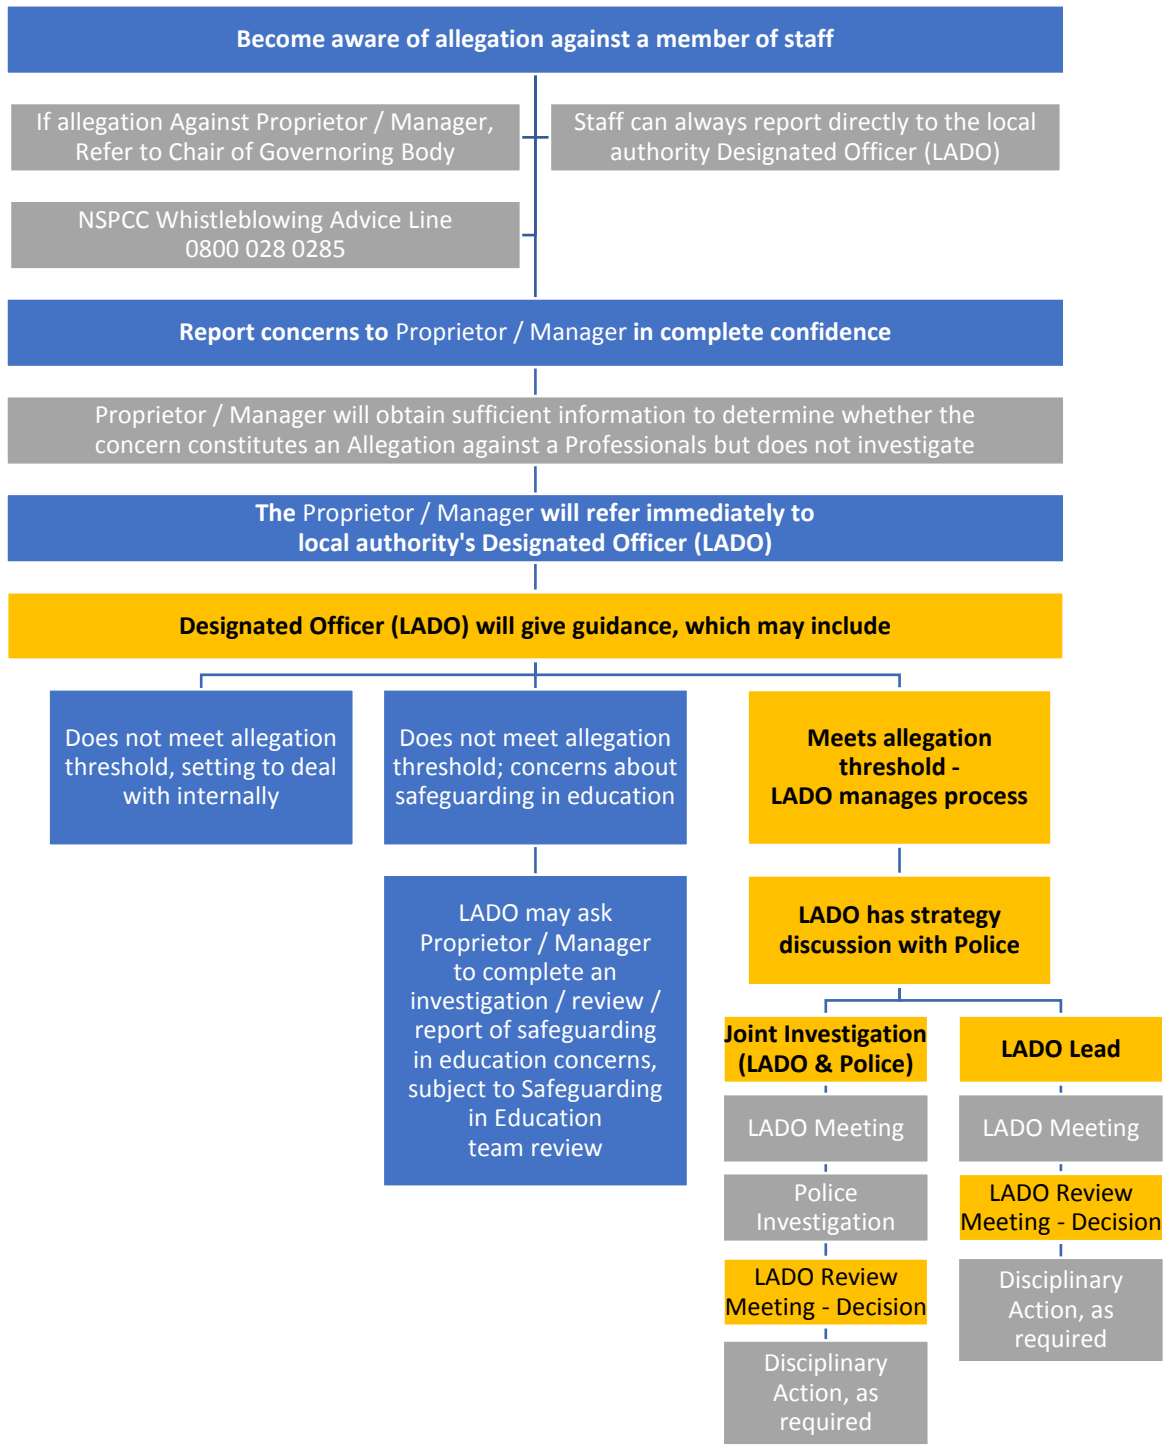 Become aware of allegation against a member of staff
If allegation Against Proprietor / Manager,
Refer to Chair of Governoring Body
Staff can always report directly to the local
authority Designated Officer (LADO)
NSPCC Whistleblowing Advice Line
0800 028 0285
Report concerns to Proprietor / Manager in complete confidence
Proprietor / Manager will obtain sufficient information to determine whether the
concern constitutes an Allegation against a Professionals but does not investigate
The Proprietor / Manager will refer immediately to
local authority's Designated Officer (LADO)
Designated Officer (LADO) will give guidance, which may include
Does not meet allegation
threshold, setting to deal
with internally
Does not meet allegation
threshold; concerns about
safeguarding in education
LADO may ask
Proprietor / Manager
to complete an
investigation / review /
report of safeguarding
in education concerns,
subject to Safeguarding
in Education
team review
Meets allegation
threshold -
LADO manages process
LADO has strategy
discussion with Police
Joint Investigation
(LADO & Police)
LADO Meeting
Police
Investigation
LADO Review
Meeting - Decision
Disciplinary
Action, as
required
LADO Lead
LADO Meeting
LADO Review
Meeting - Decision
Disciplinary
Action, as
required